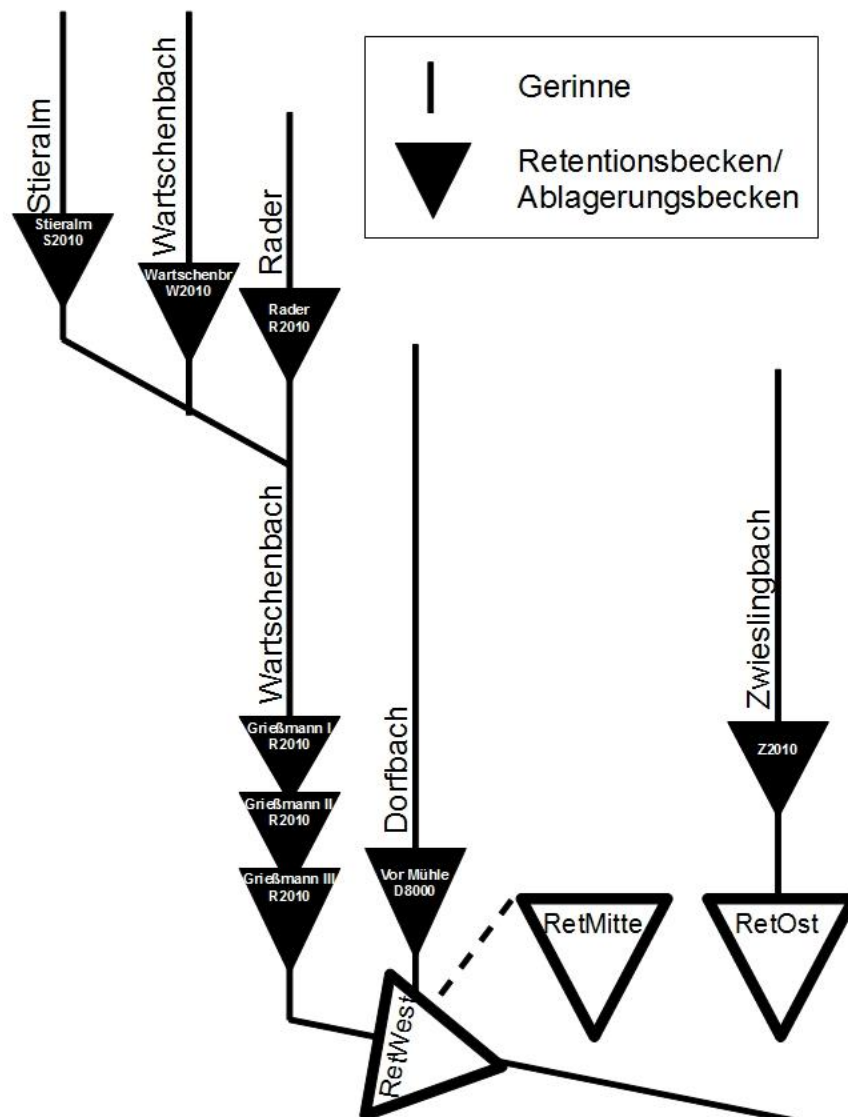 Gerinne
Retentionsbecken/
Ablagerungsbecken
Stieralm
Wartschenbach
Rader
Stieralm
S2010
Wartschenbr
W2010
Rader
R2010
Wartschenbach
Dorfbach
Zwieslingbach
Grießmann I
R2010
Grießmann II
R2010
Grießmann III
R2010
Vor Mühle
D8000
Z2010
RetWest
RetMitte
RetOst